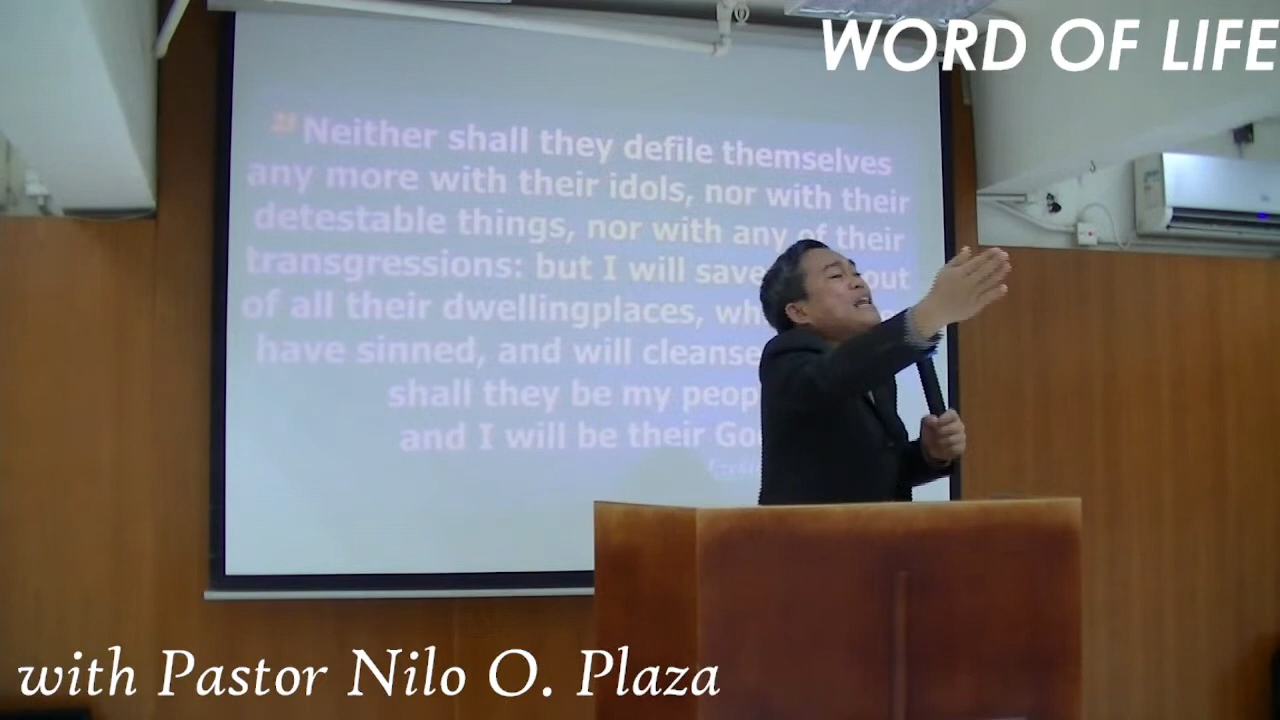 WORD OF LIFE
23 Neither shall they defile themselves
any more with their idols, nor with their
detestable things, nor with any of their
transgressions: but I will save out
of all their dwellingplaces,
have sinned, and will cleanse
shall they be my
and I will be their
with Pastor Nilo O. Plaza